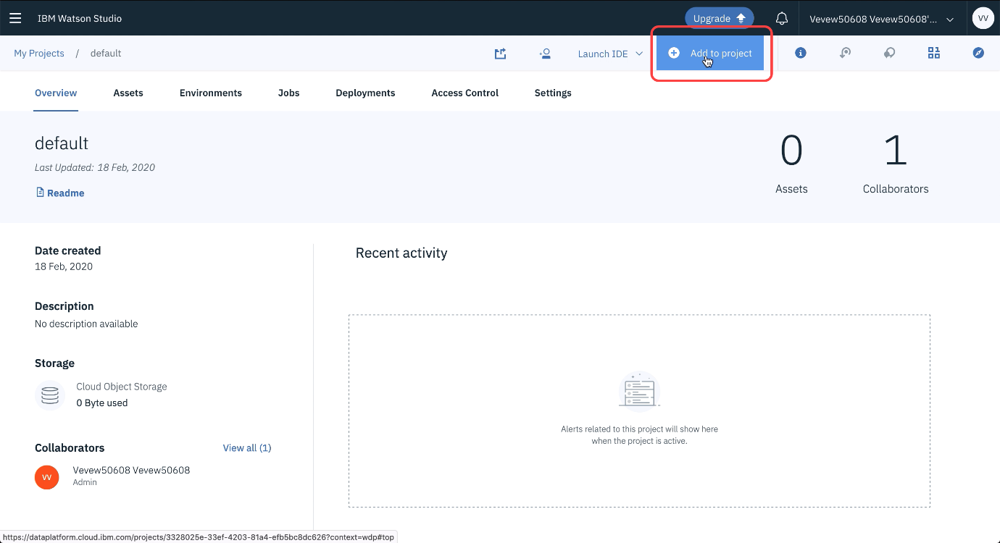 IBM Watson Studio
Upgrade
Vevew50608 Vevew50608'...
VV
My Projects / default
Launch IDE
Add to project
Overview
Assets
Environments
Jobs
Deployments
Access Control
Settings
default
Last Updated: 18 Feb, 2020
Readme
0
Assets
1
Collaborators
Date created
18 Feb, 2020
Description
No description available
Storage
Cloud Object Storage
0 Byte used
Collaborators
View all (1)
VV
Vevew50608 Vevew50608
Admin
Recent activity
Alerts related to this project will show here
when the project is active.
https://dataplatform.cloud.ibm.com/projects/3328025e-33ef-4203-81a4-efb5bc8dc626?context=wdp#top